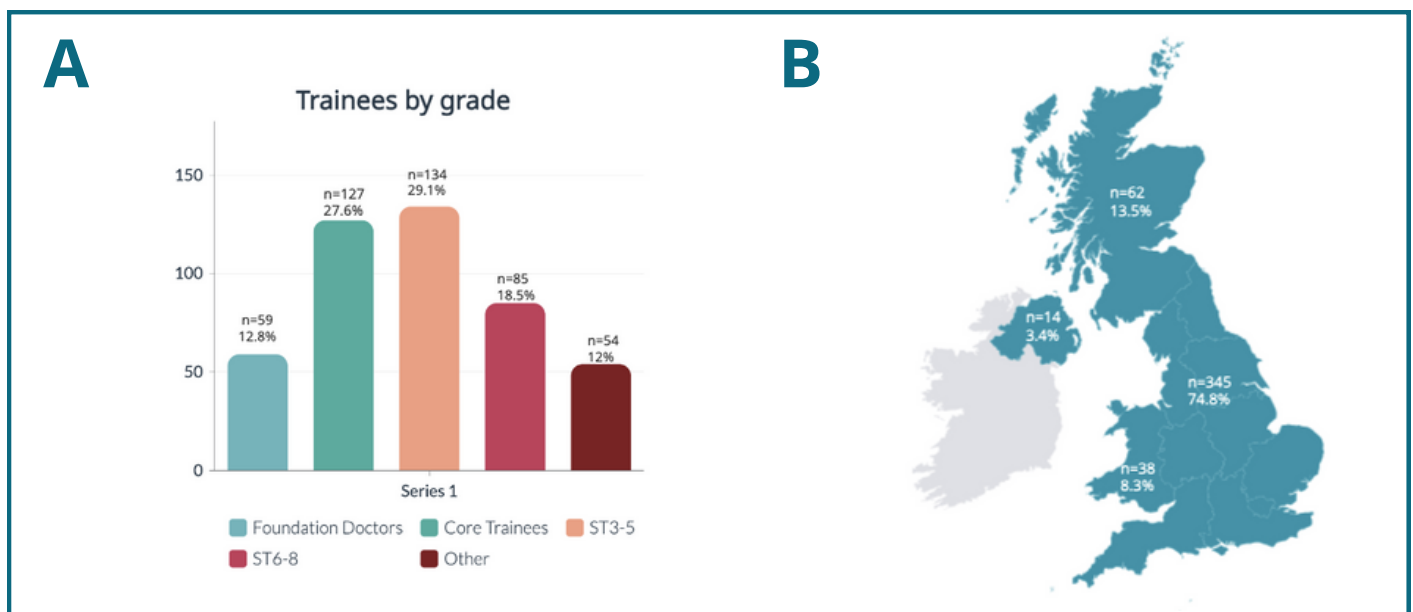 A
Trainees by grade
150
100
50
0
n=59
12.8%
n=127
27.6%
n=134
29.1%
n=85
18.5%
n=54
12%
Series 1
Foundation Doctors
Core Trainees
ST3-5
ST6-8
Other
B
n=62
13.5%
n=14
3.4%
n=345
74.8%
n=38
8.3%